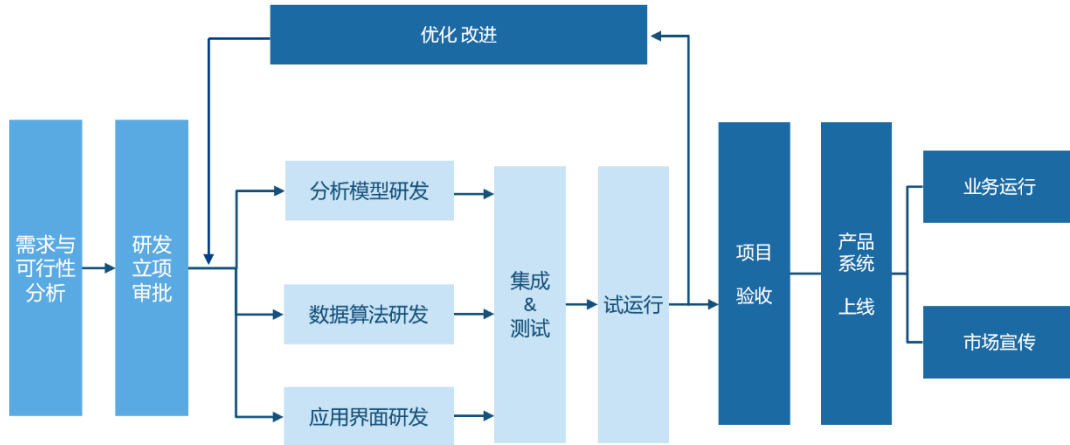 优化 改进
需求与
可行性
分析
研发
立项
审批
分析模型研发
数据算法研发
应用界面研发
集成
&
测试
试运行
项目
验收
产品
系统
上线
业务运行
市场宣传